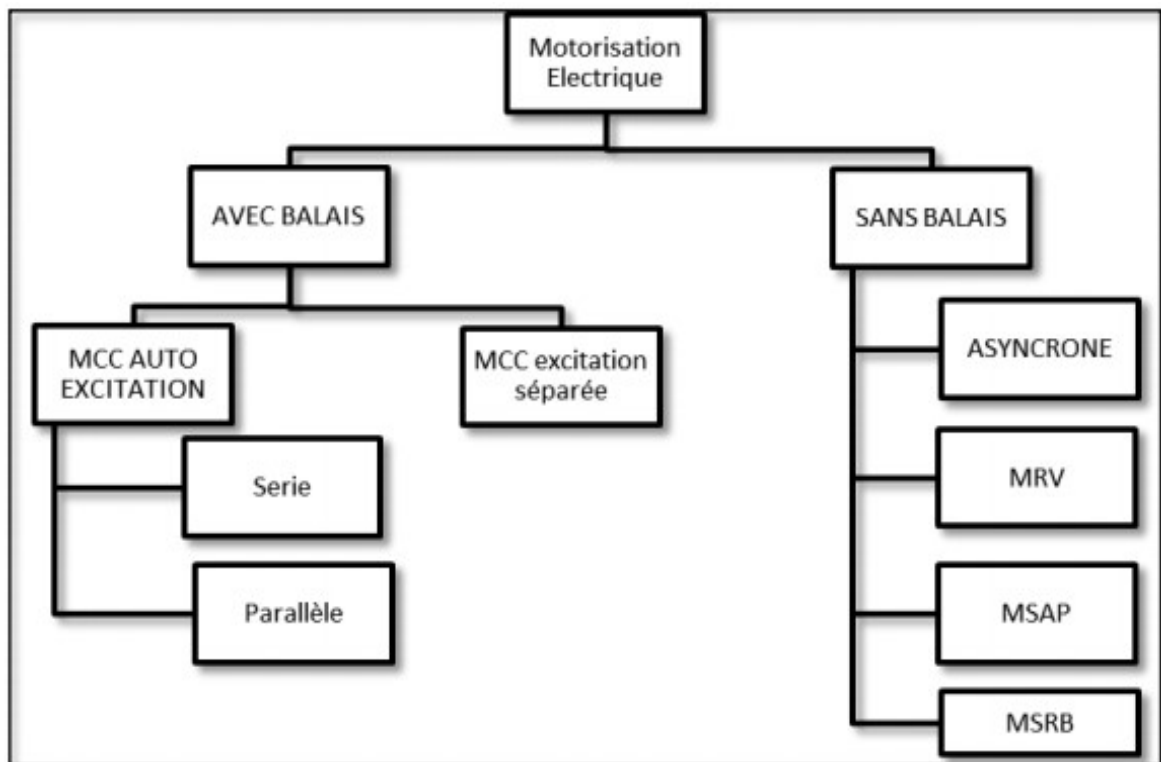 Motorisation
Electrique
AVEC BALAIS
SANS BALAIS
MCC AUTO
EXCITATION
MCC excitation
séparée
Serie
Parallèle
ASYNCRONE
MRV
MSAP
MSRB